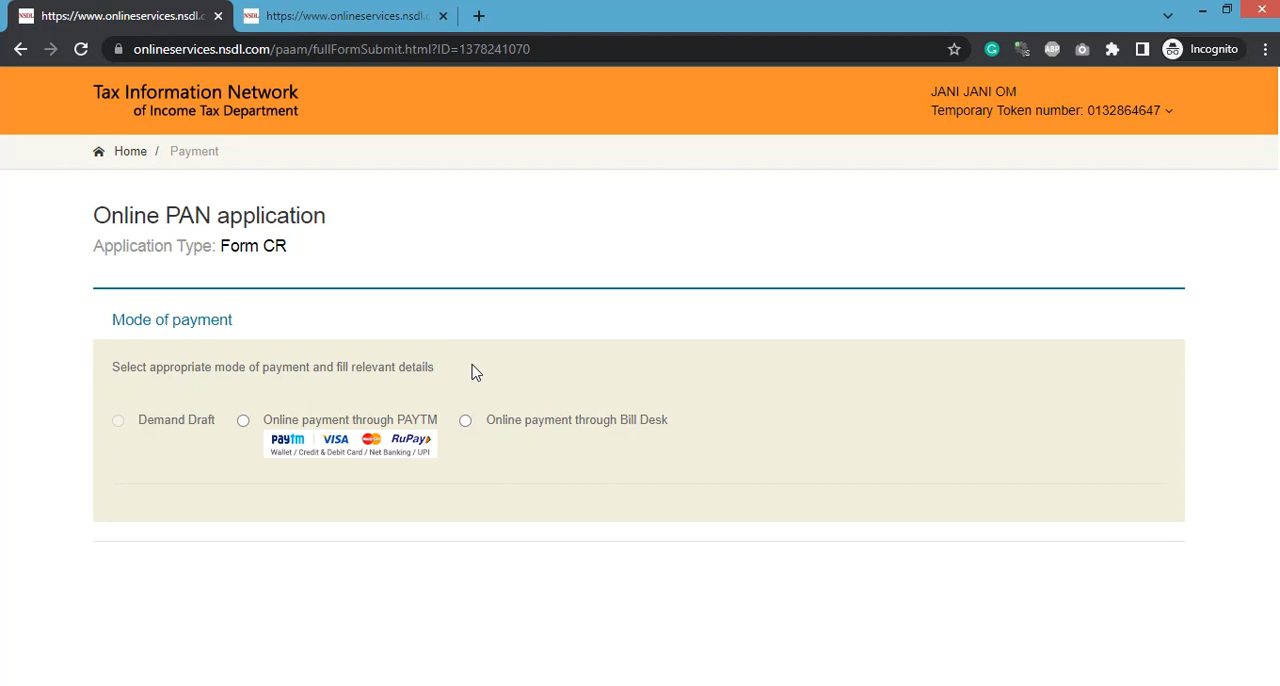 https://www.onlineservices.nsdl.c
https://www.onlineservices.nsdl.c
onlineservices.nsdl.com/paam/fullFormSubmit.html?ID=1378241070
Incognito
Tax Information Network
of Income Tax Department
JANI JANI OM
Temporary Token number: 0132864647
Home / Payment
Online PAN application
Application Type: Form CR
Mode of payment
Select appropriate mode of payment and fill relevant details
Demand Draft Online payment through PAYTM Online payment through Bill Desk
paytm VISA RuPay
Wallet / Credit & Debit Card / Net Banking / UPI